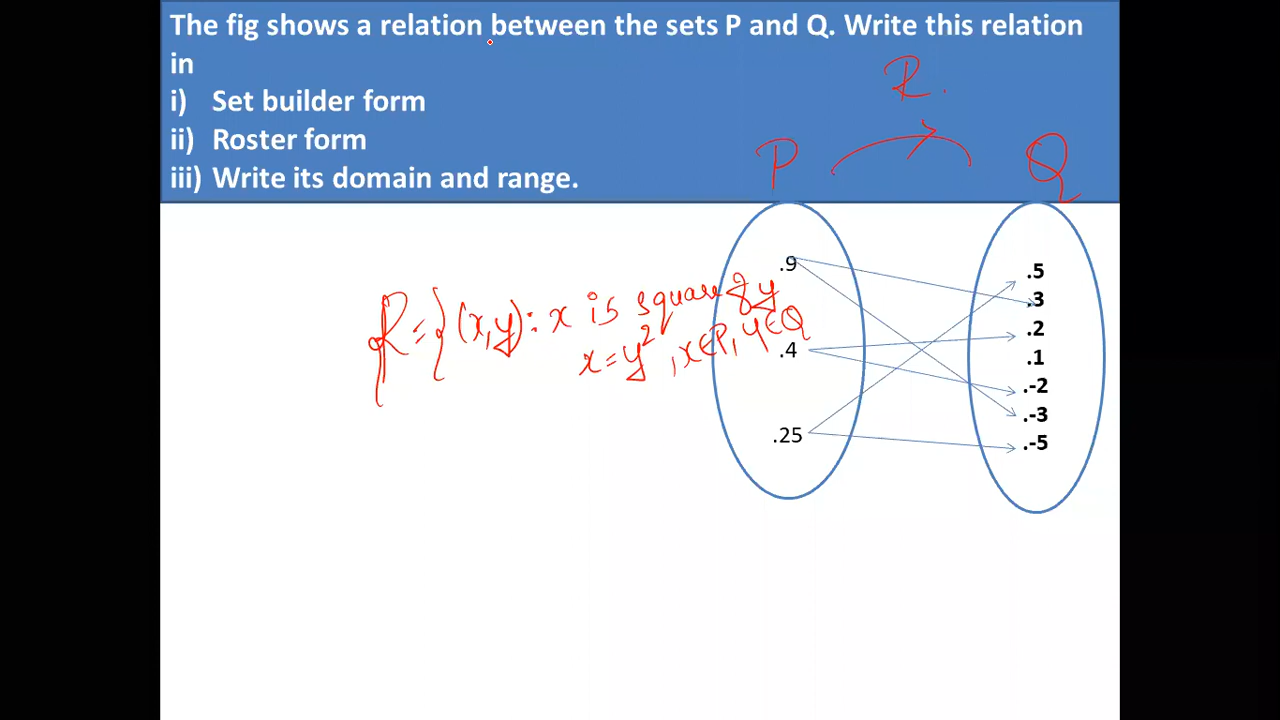 The fig shows a relation between the sets P and Q. Write this relation
in
i) Set builder form
ii) Roster form
iii) Write its domain and range.
R.
P
Q
.9
.4
.25
.5
.3
.2
.1
.-2
.-3
.-5
R = {(x,y): x is square of y
x = y², x∈P, y∈Q